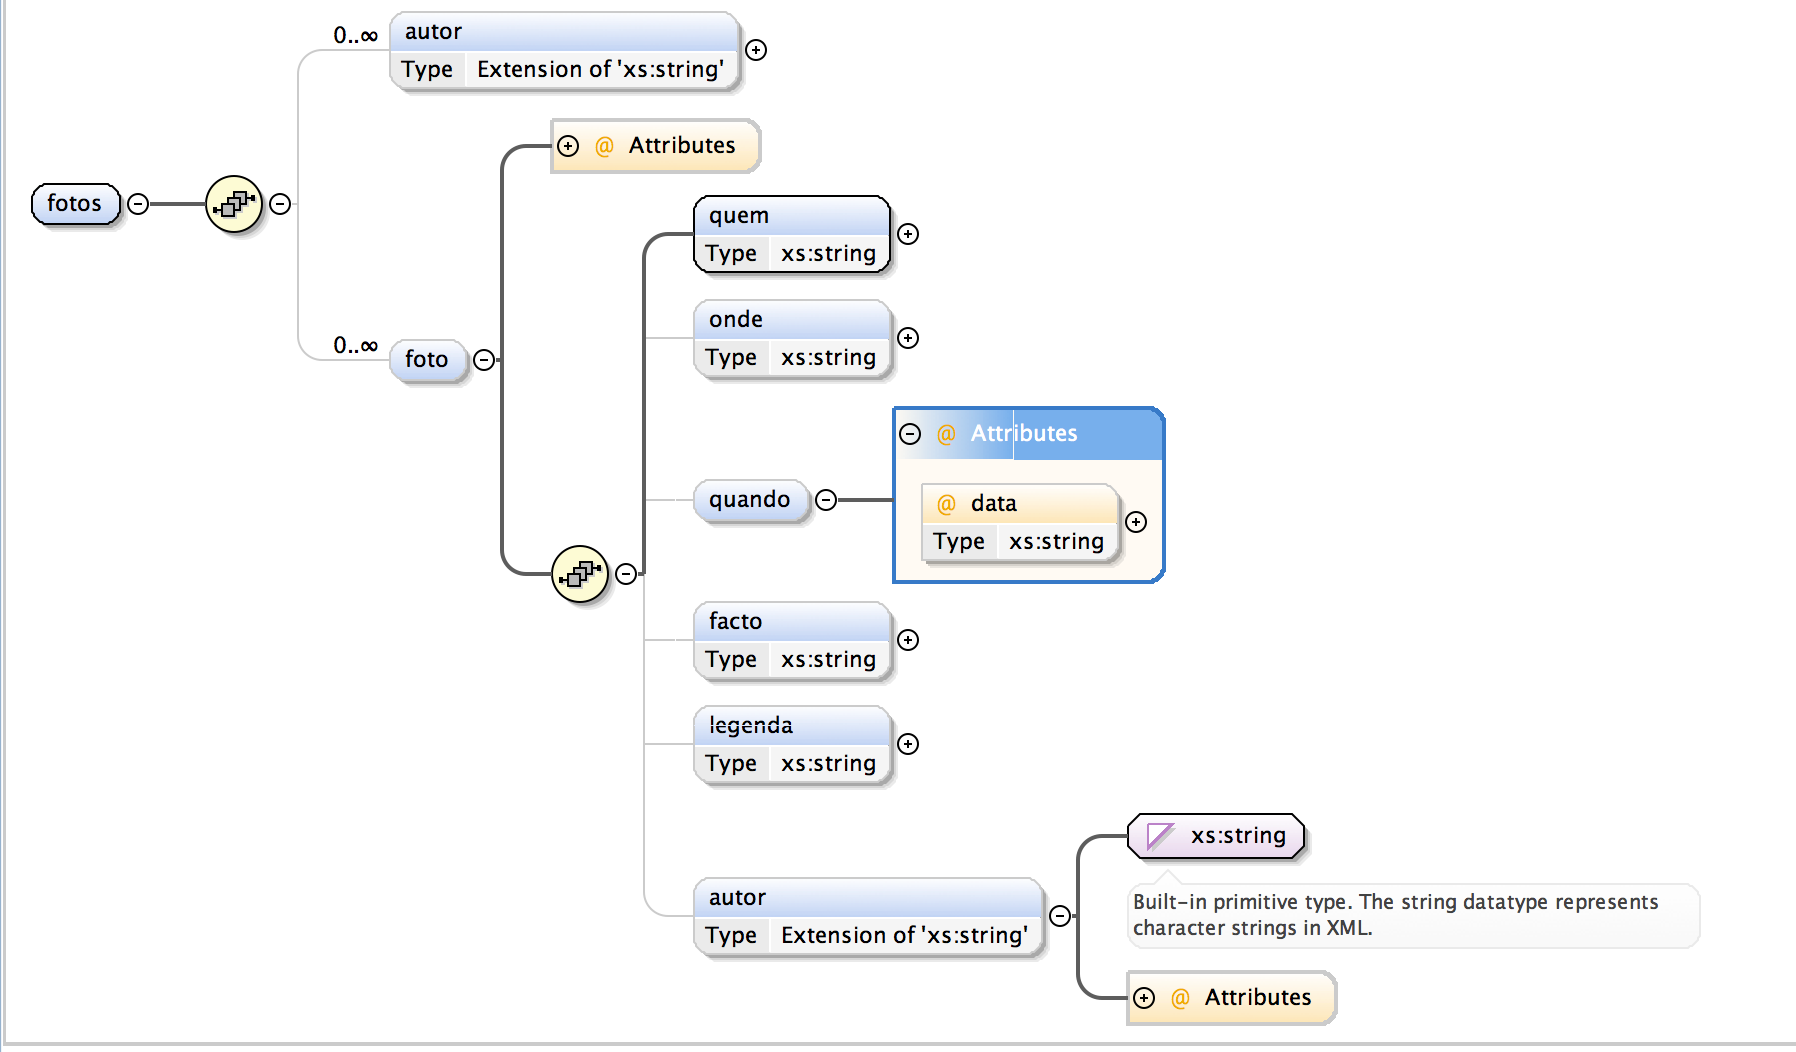 0..∞
autor
Type Extension of 'xs:string'
@ Attributes
fotos
quem
Type xs:string
onde
Type xs:string
0..∞
foto
@ Attributes
@ data
Type xs:string
quando
facto
Type xs:string
legenda
Type xs:string
autor
Type Extension of 'xs:string'
xs:string
Built-in primitive type. The string datatype represents
character strings in XML.
@ Attributes